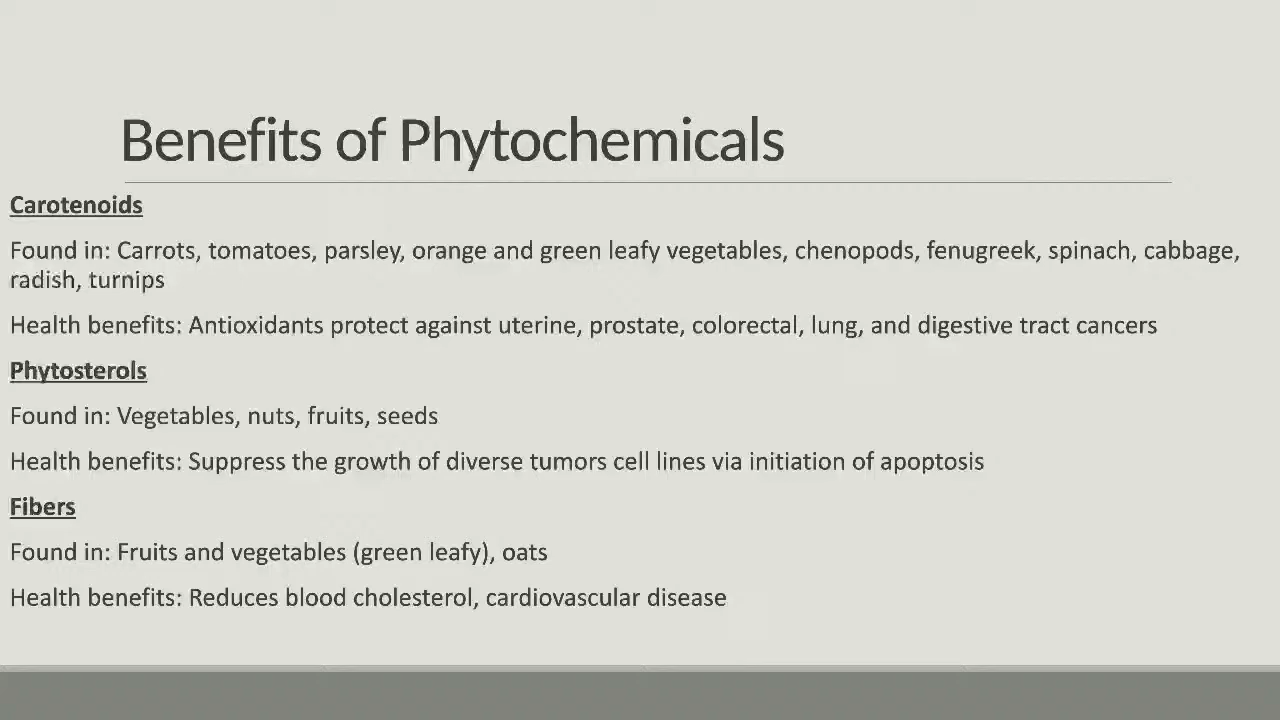 Benefits of Phytochemicals
Carotenoids
Found in: Carrots, tomatoes, parsley, orange and green leafy vegetables, chenopods, fenugreek, spinach, cabbage,
radish, turnips
Health benefits: Antioxidants protect against uterine, prostate, colorectal, lung, and digestive tract cancers
Phytosterols
Found in: Vegetables, nuts, fruits, seeds
Health benefits: Suppress the growth of diverse tumors cell lines via initiation of apoptosis
Fibers
Found in: Fruits and vegetables (green leafy), oats
Health benefits: Reduces blood cholesterol, cardiovascular disease